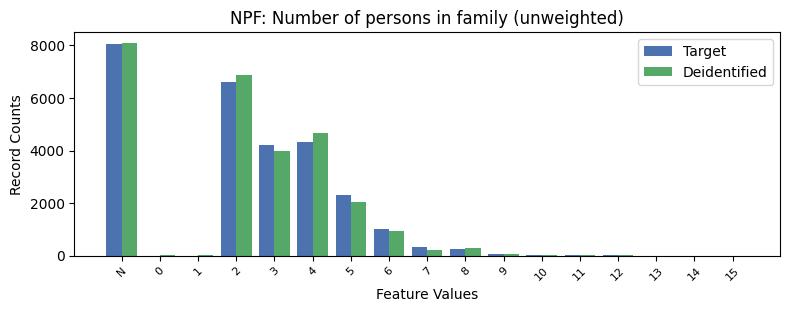 NPF: Number of persons in family (unweighted)
Target
Deidentified
8000
6000
4000
2000
0
Record Counts
N 0 1 2 3 4 5 6 7 8 9 10 11 12 13 14 15
Feature Values